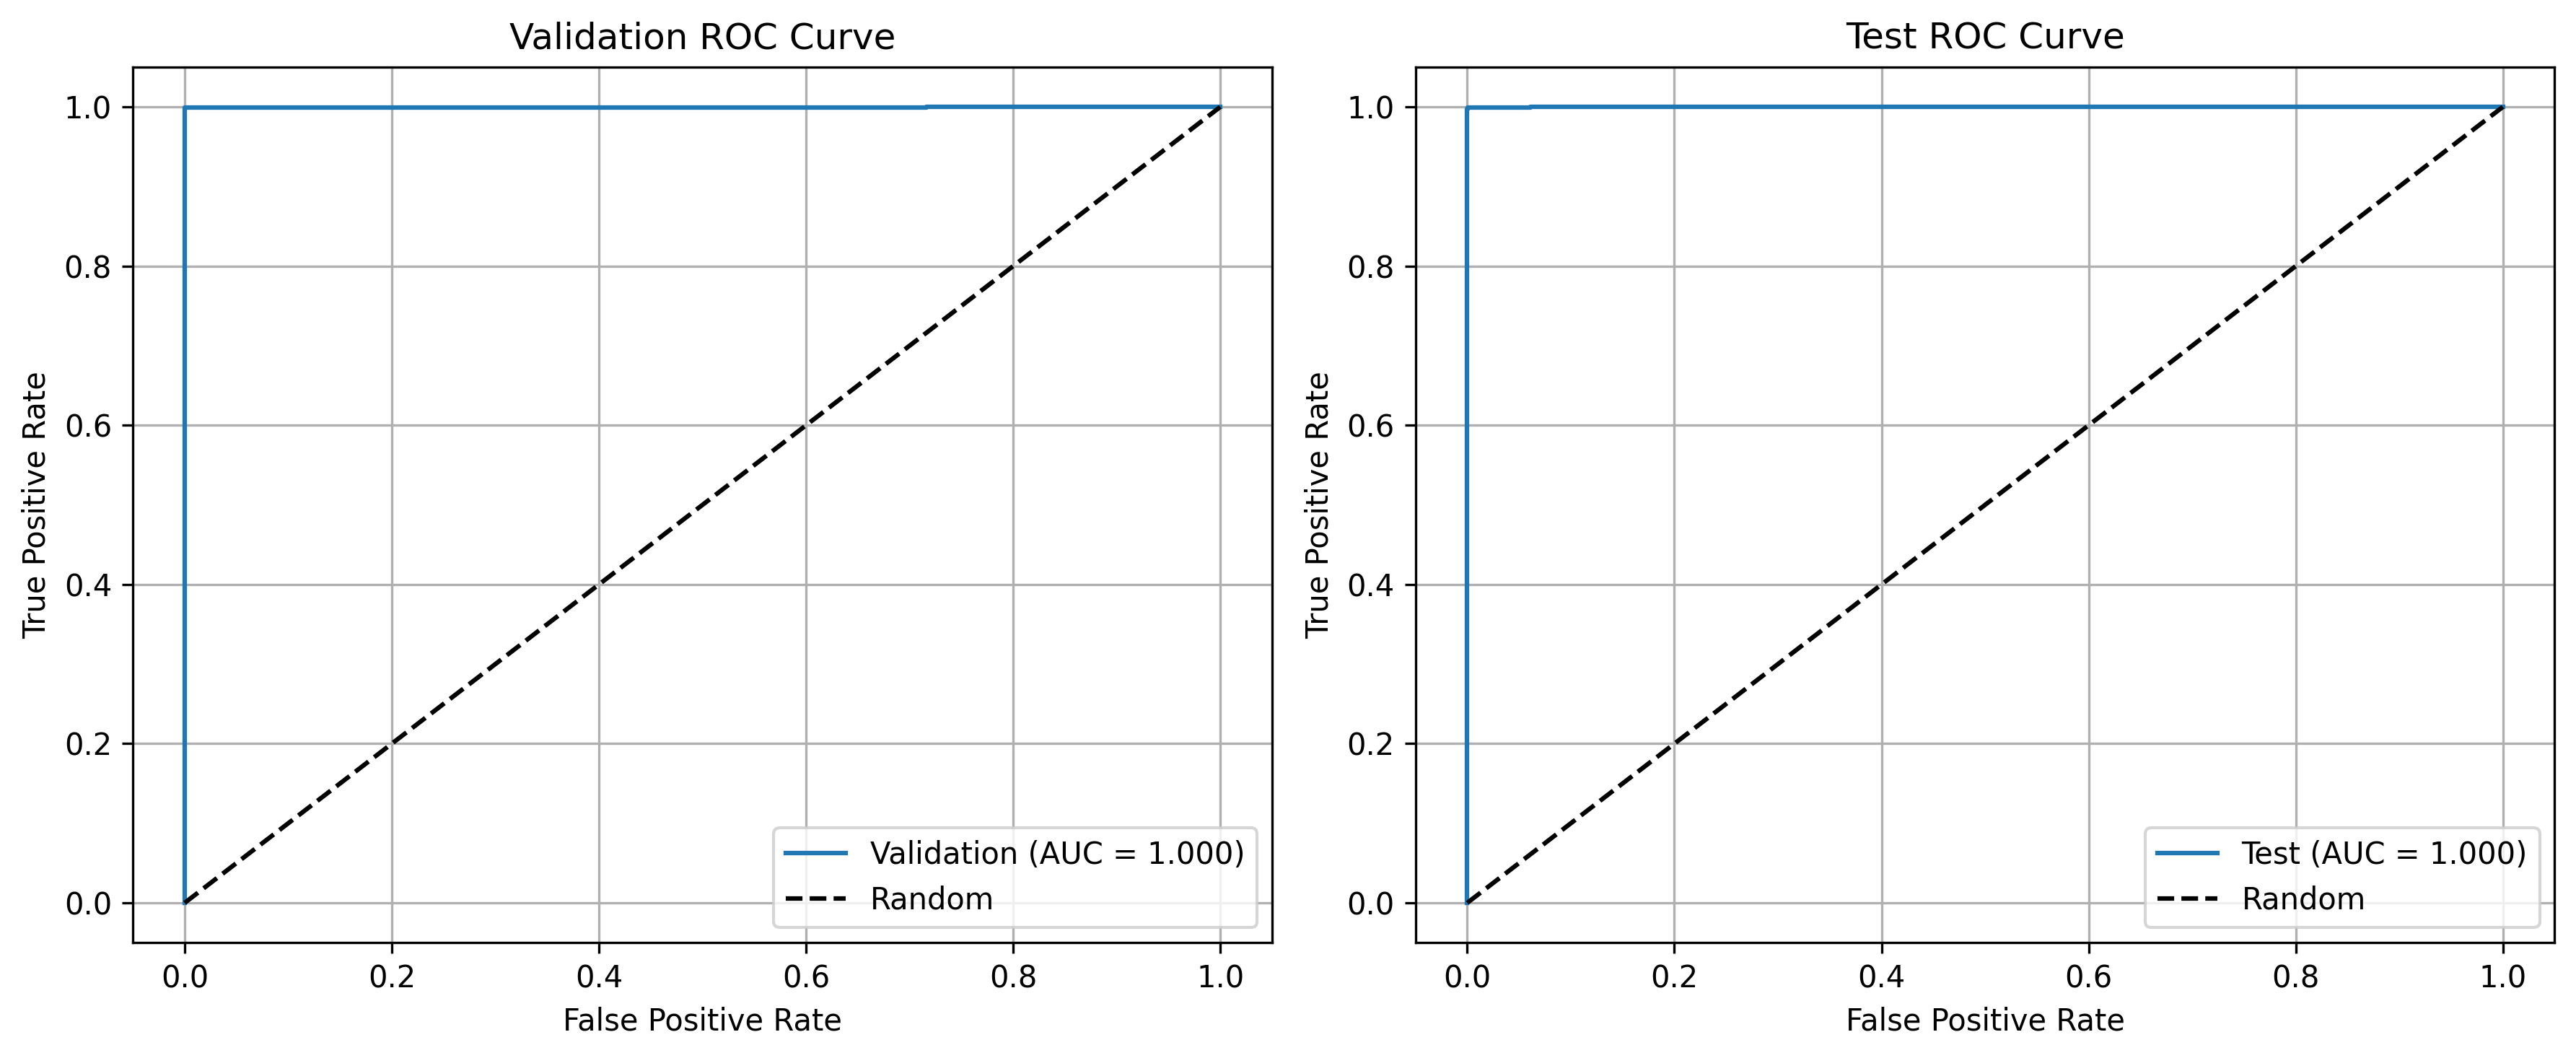 Validation ROC Curve
True Positive Rate
1.0
0.8
0.6
0.4
0.2
0.0
0.0 0.2 0.4 0.6 0.8 1.0
False Positive Rate
Validation (AUC = 1.000)
Random
Test ROC Curve
True Positive Rate
1.0
0.8
0.6
0.4
0.2
0.0
0.0 0.2 0.4 0.6 0.8 1.0
False Positive Rate
Test (AUC = 1.000)
Random